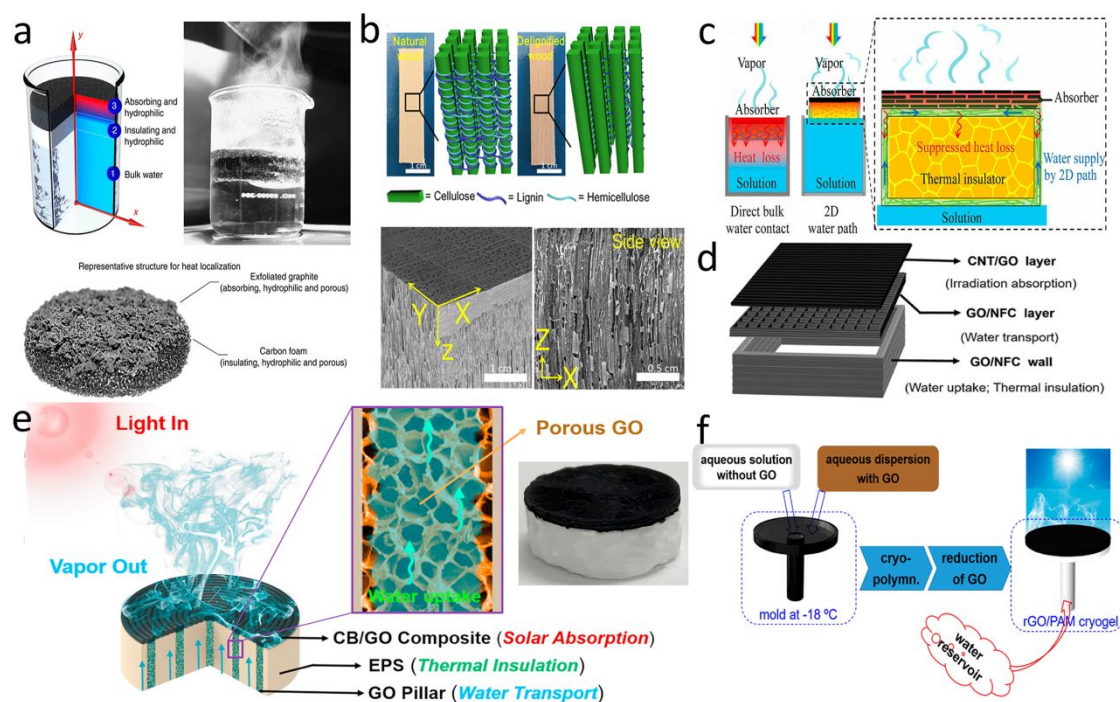 a
y
3
Absorbing and
hydrophilic
2
Insulating and
hydrophilic
1
Bulk water
x
Representative structure for heat localization
Exfoliated graphite
(absorbing, hydrophilic and porous)
Carbon foam
(insulating, hydrophilic and porous)
b
Natural
wood
1 cm
Delignified
wood
1 cm
= Cellulose
= Lignin
= Hemicellulose
Y
X
Z
1 cm
Side view
Z
X
0.5 cm
c
Vapor
Absorber
Heat loss
Solution
Direct bulk
water contact
Vapor
Absorber
Solution
2D
water path
Absorber
Suppressed heat loss
Thermal insulator
Water supply
by 2D path
Solution
d
CNT/GO layer
(Irradiation absorption)
GO/NFC layer
(Water transport)
GO/NFC wall
(Water uptake; Thermal insulation)
e
Light In
Vapor Out
Porous GO
Water uptake
CB/GO Composite (Solar Absorption)
EPS (Thermal Insulation)
GO Pillar (Water Transport)
f
aqueous solution
without GO
aqueous dispersion
with GO
mold at -18 ºC
cryo-
polymn.
reduction
of GO
rGO/PAM cryogel
water
reservoir